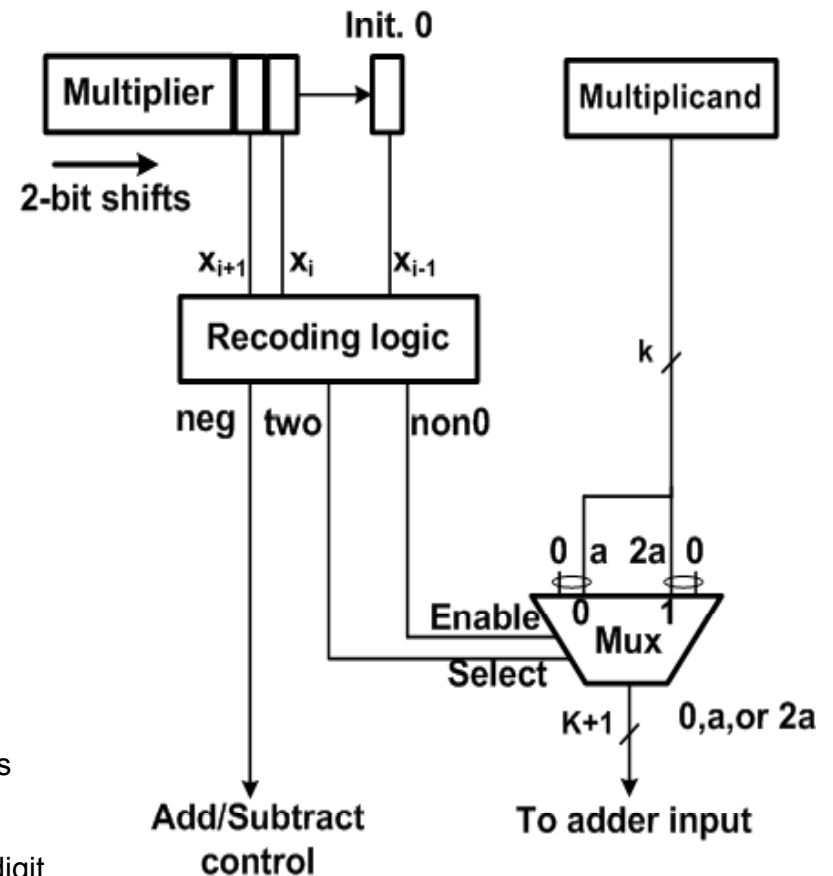 Init. 0
Multiplier
Multiplicand
2-bit shifts
xi+1 xi xi-1
Recoding logic
k
neg two non0
0 a 2a 0
0 1
Enable
Mux
Select
K+1 0,a,or 2a
s
Add/Subtract
control
To adder input
digit